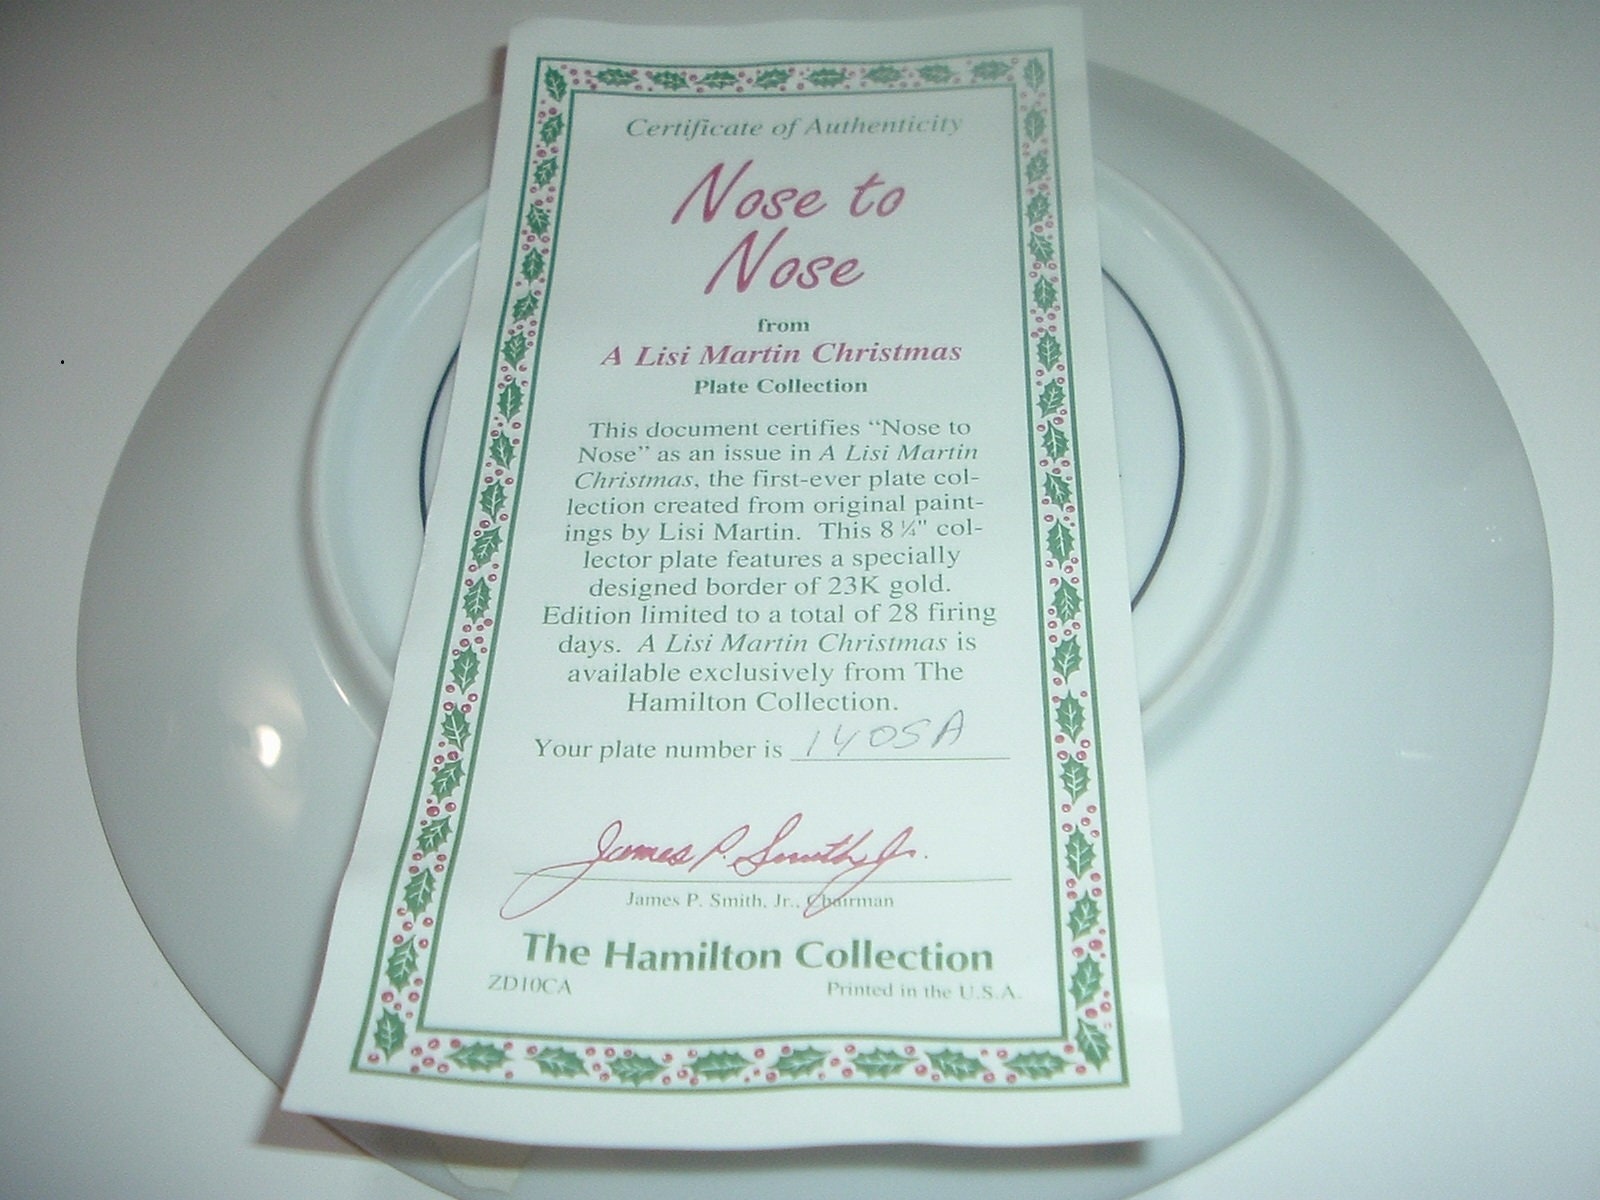 Certificate of Authenticity
Nose to
Nose
from
A Lisi Martin Christmas
Plate Collection
This document certifies “Nose to
Nose” as an issue in A Lisi Martin
Christmas, the first-ever plate col-
lection created from original paint-
ings by Lisi Martin. This 8 ¼" col-
lector plate features a specially
designed border of 23K gold.
Edition limited to a total of 28 firing
days. A Lisi Martin Christmas is
available exclusively from The
Hamilton Collection.
Your plate number is 1405A
James P. Smith, Jr.
James P. Smith, Jr., Chairman
The Hamilton Collection
ZD10CA Printed in the U.S.A.